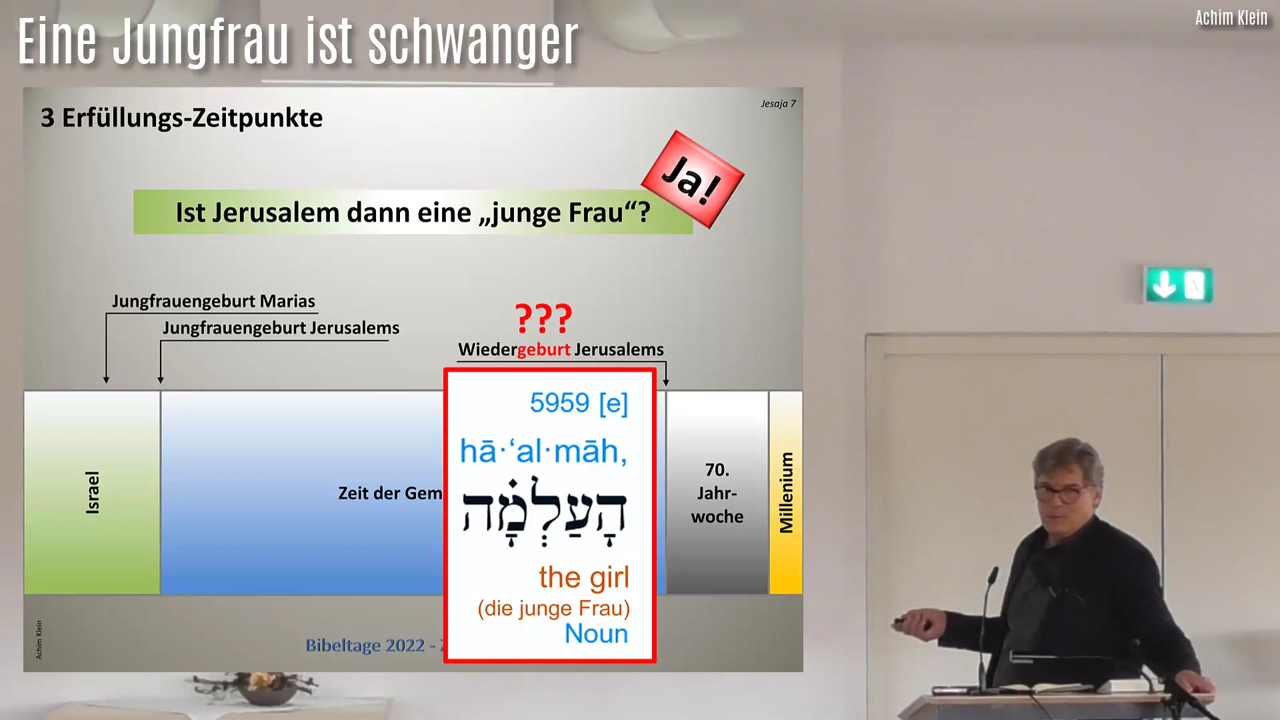 Eine Jungfrau ist schwanger
Achim Klein
3 Erfüllungs-Zeitpunkte
Jesaja 7
Ja!
Ist Jerusalem dann eine „junge Frau“?
Jungfrauengeburt Marias
Jungfrauengeburt Jerusalems
???
Wiedergeburt Jerusalems
Israel
Zeit der Gem
5959 [e]
hā·‘al·māh,
הָעַלְמָ֗ה
the girl
(die junge Frau)
Noun
70.
Jahr-
woche
Millenium
Achim Klein
Bibeltage 2022 -